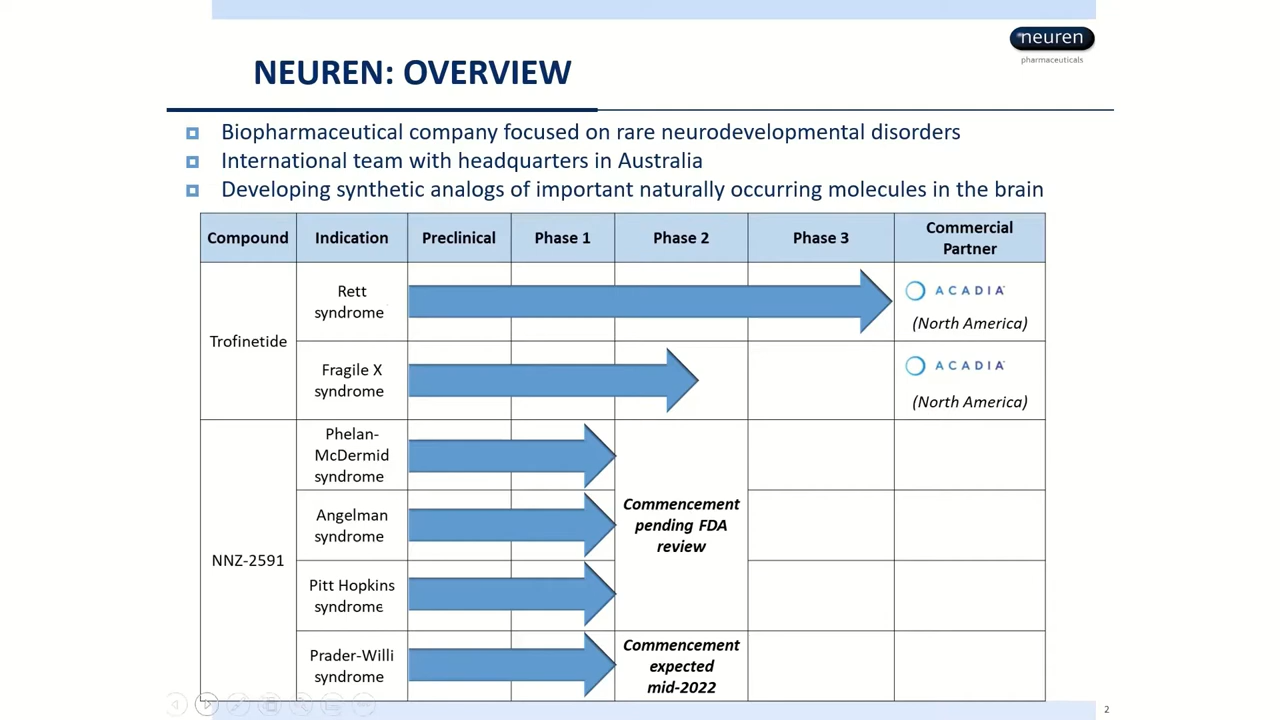 neuren
pharmaceuticals
NEUREN: OVERVIEW
Biopharmaceutical company focused on rare neurodevelopmental disorders
International team with headquarters in Australia
Developing synthetic analogs of important naturally occurring molecules in the brain
Compound
Indication
Preclinical
Phase 1
Phase 2
Phase 3
Commercial
Partner
Trofinetide
Rett
syndrome
ACADIA
(North America)
Fragile X
syndrome
ACADIA
(North America)
NNZ-2591
Phelan-
McDermid
syndrome
Angelman
syndrome
Pitt Hopkins
syndrome
Commencement
pending FDA
review
Prader-Willi
syndrome
Commencement
expected
mid-2022
2